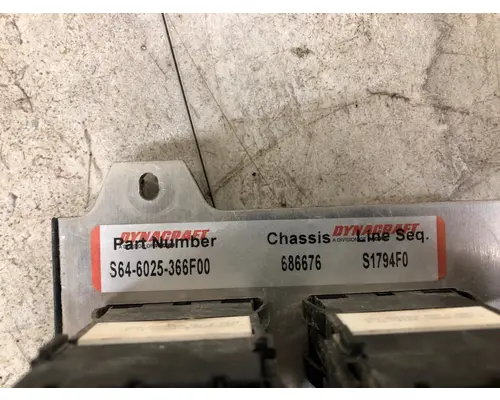 DYNACRAFT DYNACRAFT
Part Number Chassis Line Seq.
S64-6025-366F00 686676 S1794F0